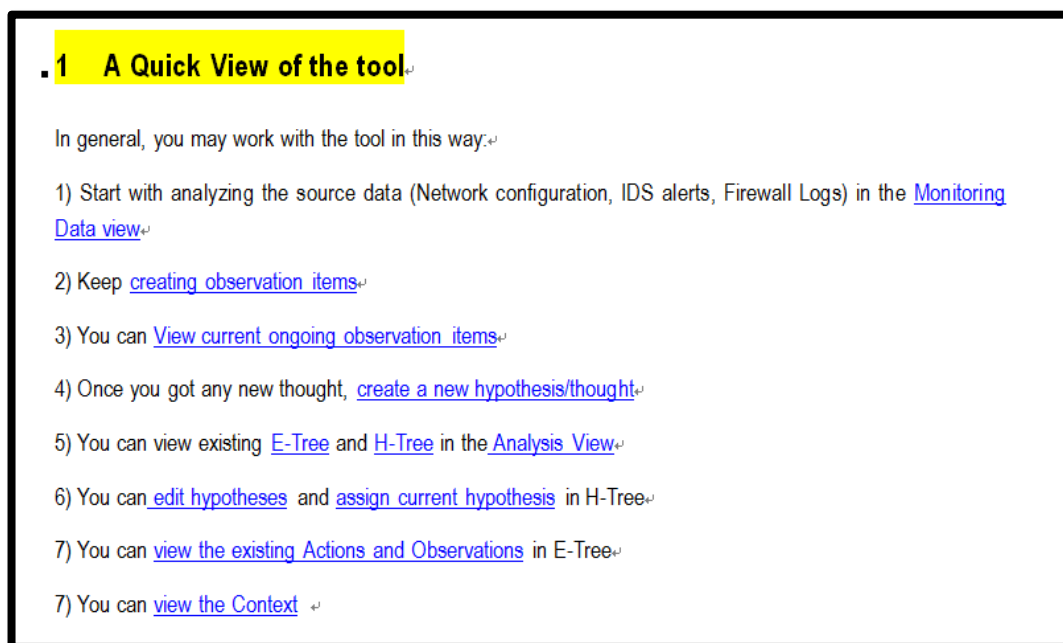 1 A Quick View of the tool
In general, you may work with the tool in this way:
1) Start with analyzing the source data (Network configuration, IDS alerts, Firewall Logs) in the Monitoring
Data view
2) Keep creating observation items
3) You can View current ongoing observation items
4) Once you got any new thought, create a new hypothesis/thought
5) You can view existing E-Tree and H-Tree in the Analysis View
6) You can edit hypotheses and assign current hypothesis in H-Tree
7) You can view the existing Actions and Observations in E-Tree
7) You can view the Context